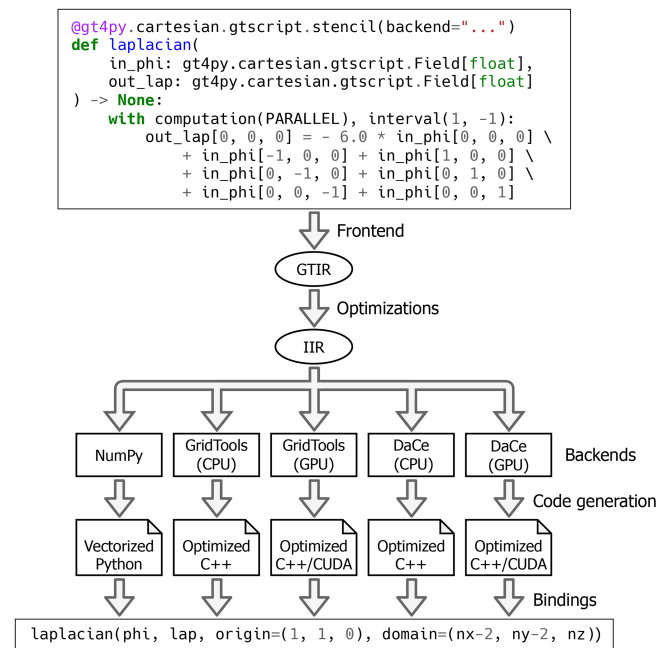 @gt4py.cartesian.gtscript.stencil(backend="...")
def laplacian(
    in_phi: gt4py.cartesian.gtscript.Field[float],
    out_lap: gt4py.cartesian.gtscript.Field[float]
) -> None:
    with computation(PARALLEL), interval(1, -1):
        out_lap[0, 0, 0] = - 6.0 * in_phi[0, 0, 0] \
            + in_phi[-1, 0, 0] + in_phi[1, 0, 0] \
            + in_phi[0, -1, 0] + in_phi[0, 1, 0] \
            + in_phi[0, 0, -1] + in_phi[0, 0, 1]
Frontend
GTIR
Optimizations
IIR
NumPy
GridTools
(CPU)
GridTools
(GPU)
DaCe
(CPU)
DaCe
(GPU)
Backends
Code generation
Vectorized
Python
Optimized
C++
Optimized
C++/CUDA
Optimized
C++
Optimized
C++/CUDA
Bindings
laplacian(phi, lap, origin=(1, 1, 0), domain=(nx-2, ny-2, nz))